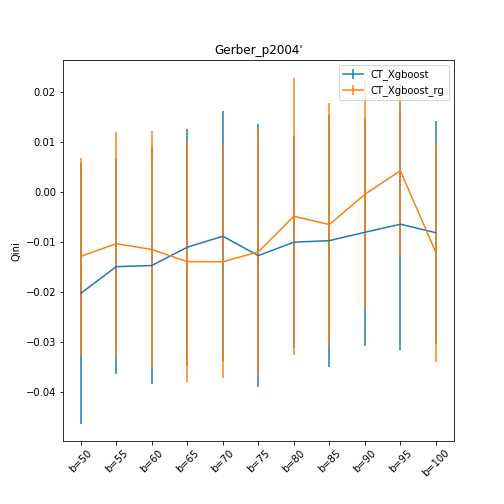 Gerber_p2004'
CT_Xgboost
CT_Xgboost_rg
0.02
0.01
0.00
−0.01
−0.02
−0.03
−0.04
Qini
b=50
b=55
b=60
b=65
b=70
b=75
b=80
b=85
b=90
b=95
b=100